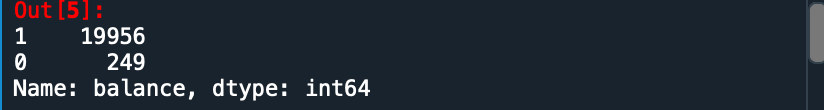 Out[5]:
1    19956
0      249
Name: balance, dtype: int64